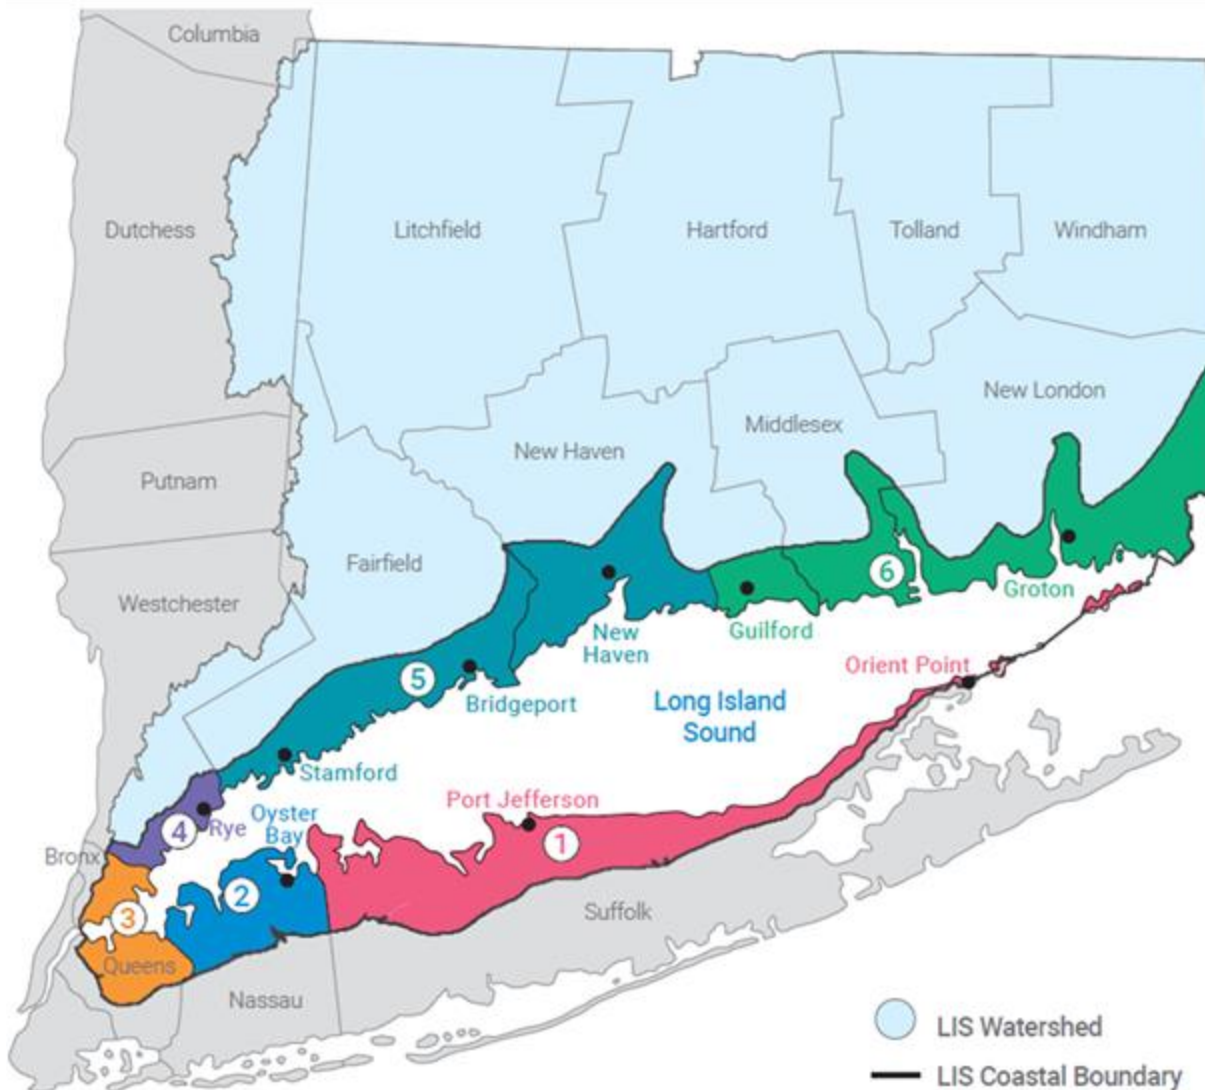 Columbia
Dutchess
Litchfield
Hartford
Tolland
Windham
New London
Middlesex
New Haven
Putnam
Fairfield
Westchester
6
Groton
Guilford
New
Haven
Orient Point
5
Bridgeport
Long Island
Sound
Stamford
Port Jefferson
Oyster
Bay
4
Rye
1
Bronx
2
3
Suffolk
Queens
Nassau
LIS Watershed
LIS Coastal Boundary